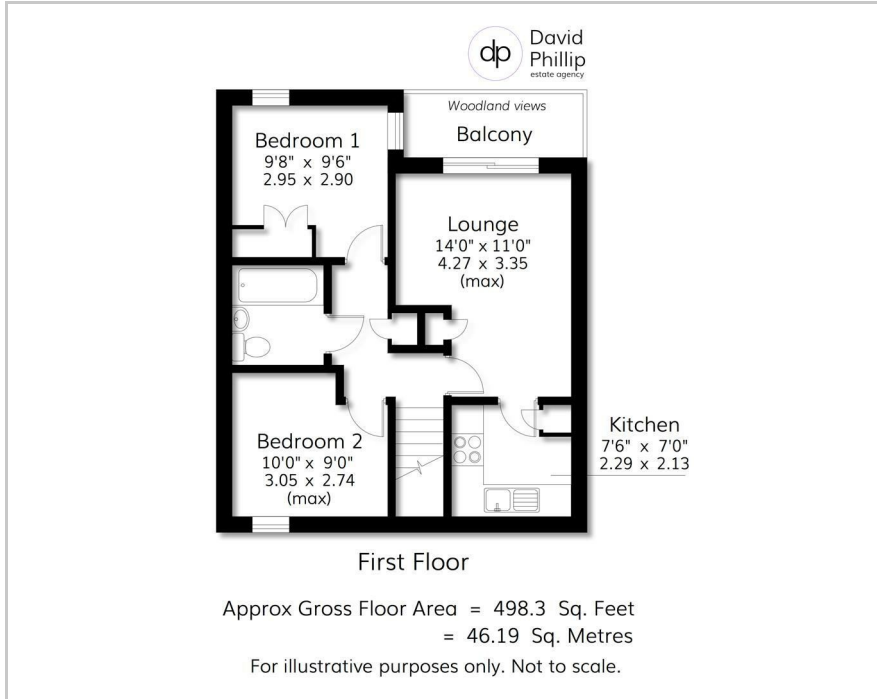 dp
David
Phillip
estate agency
Woodland views
Balcony
Bedroom 1
9'8" x 9'6"
2.95 x 2.90
Lounge
14'0" x 11'0"
4.27 x 3.35
(max)
Bedroom 2
10'0" x 9'0"
3.05 x 2.74
(max)
Kitchen
7'6" x 7'0"
2.29 x 2.13
First Floor
Approx Gross Floor Area = 498.3 Sq. Feet
= 46.19 Sq. Metres
For illustrative purposes only. Not to scale.